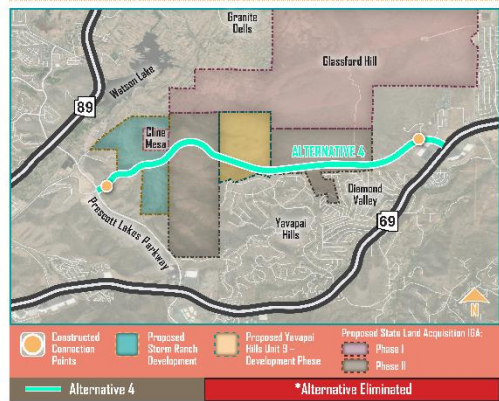 Granite
Dells
Glassford Hill
Watson Lake
89
Cline
Mesa
ALTERNATIVE 4
Diamond
Valley
Prescott Lakes Parkway
Yavapai
Hills
69
N
Constructed
Connection
Points
Proposed
Storm Ranch
Development
Proposed Yavapai
Hills Unit 9 –
Development Phase
Proposed State Land Acquisition IGA:
Phase I
Phase II
Alternative 4
*Alternative Eliminated